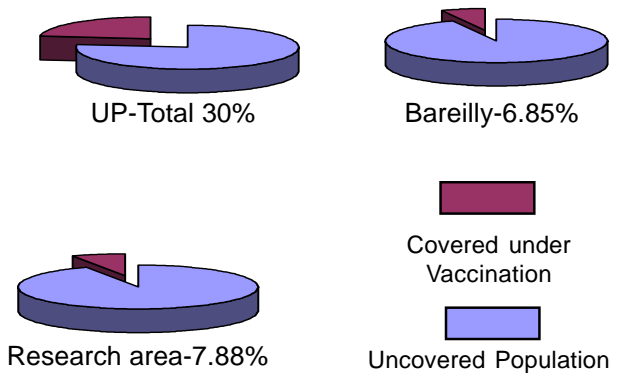 UP-Total 30%
Bareilly-6.85%
Covered under
Vaccination
Research area-7.88%
Uncovered Population